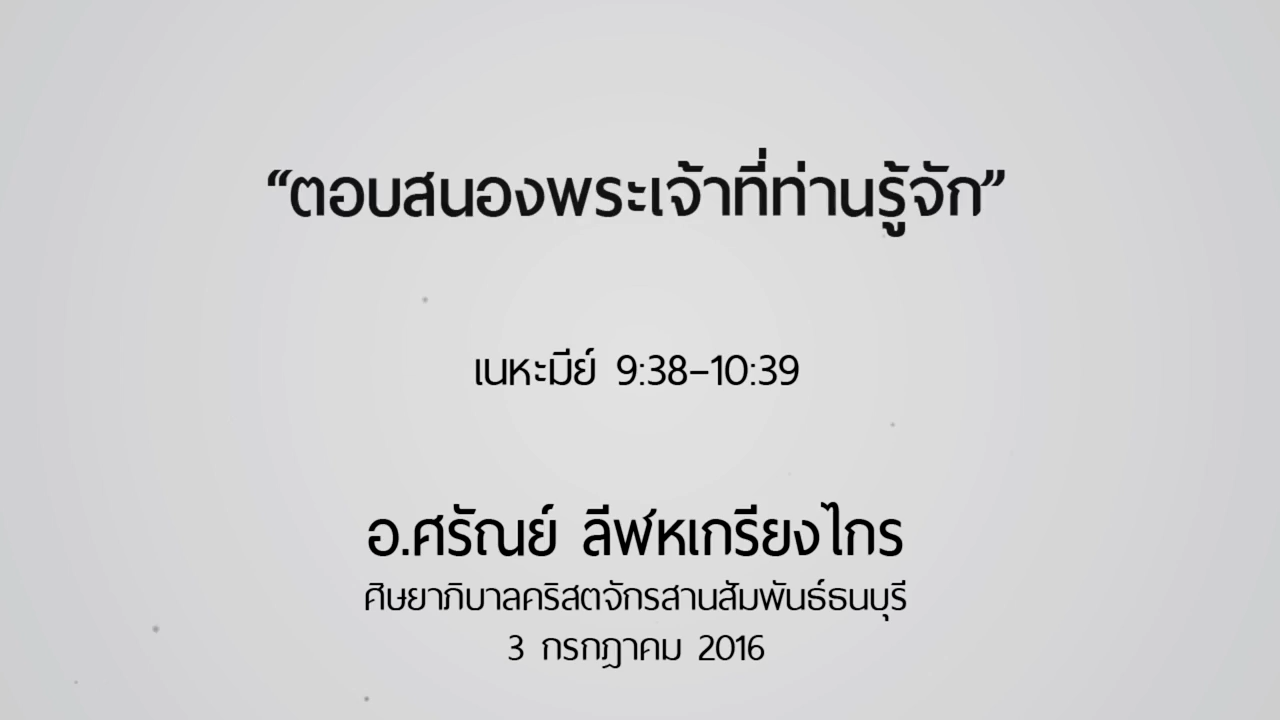 “ตอบสนองพระเจ้าที่ท่านรู้จัก”
เนหะมีย์ 9:38–10:39
อ.ศรัณย์ ลีฬหเกรียงไกร
ศิษยาภิบาลคริสตจักรสานสัมพันธ์ธนบุรี
3 กรกฎาคม 2016